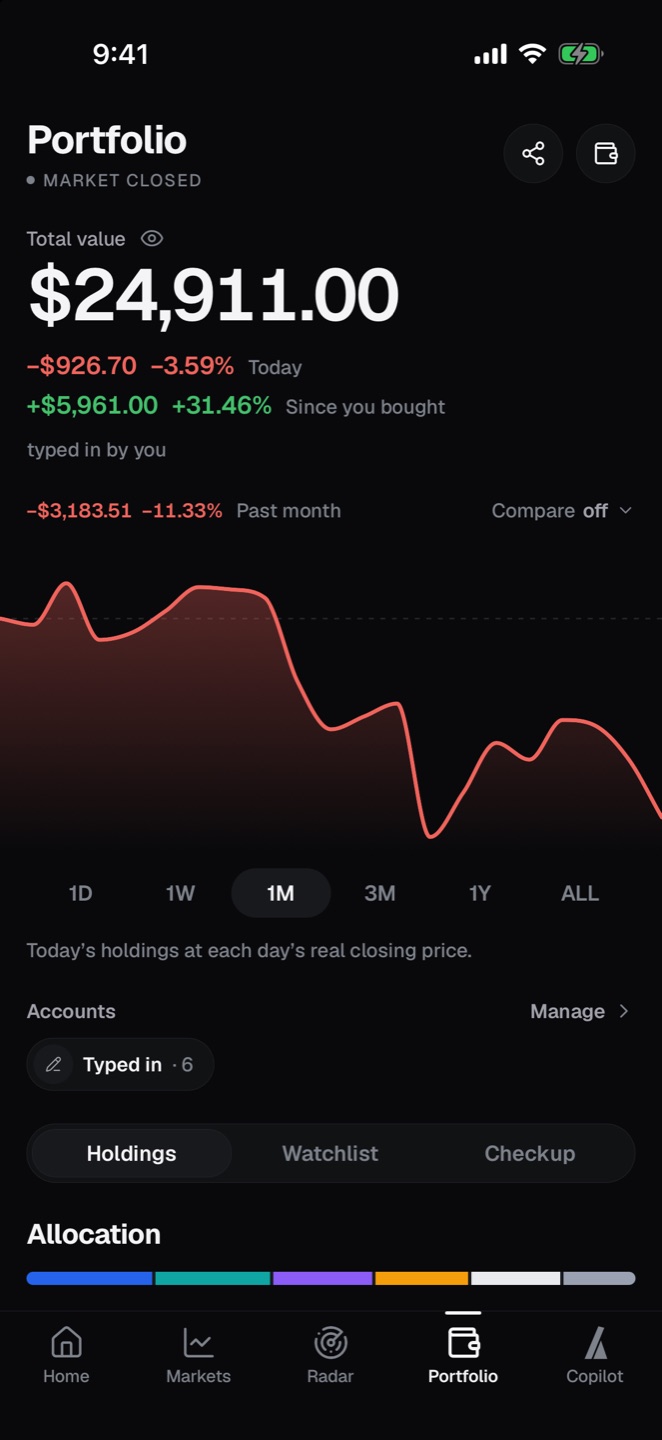 9:41
Portfolio
MARKET CLOSED
Total value
$24,911.00
−$926.70 −3.59% Today
+$5,961.00 +31.46% Since you bought
typed in by you
−$3,183.51 −11.33% Past month Compare off
1D 1W 1M 3M 1Y ALL
Today’s holdings at each day’s real closing price.
Accounts Manage
Typed in · 6
Holdings Watchlist Checkup
Allocation
Home Markets Radar Portfolio Copilot